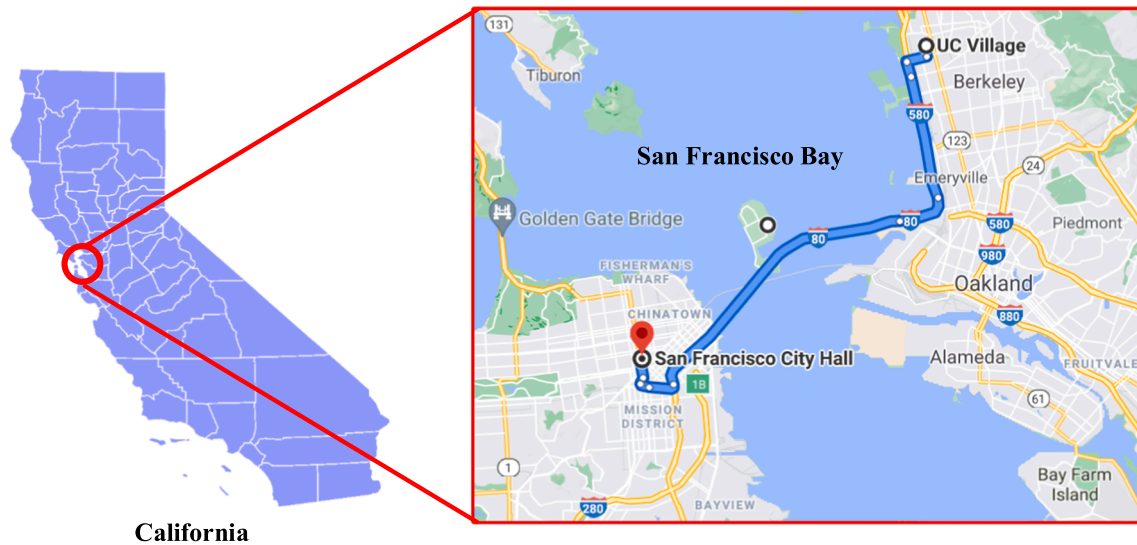 131
Tiburon
UC Village
Berkeley
580
123
San Francisco Bay
24
Emeryville
Golden Gate Bridge
80
80
580
Piedmont
980
FISHERMAN'S
WHARF
Oakland
CHINATOWN
880
San Francisco City Hall
Alameda
FRUITVALE
1B
61
MISSION
DISTRICT
1
Bay Farm
Island
280
BAYVIEW
California